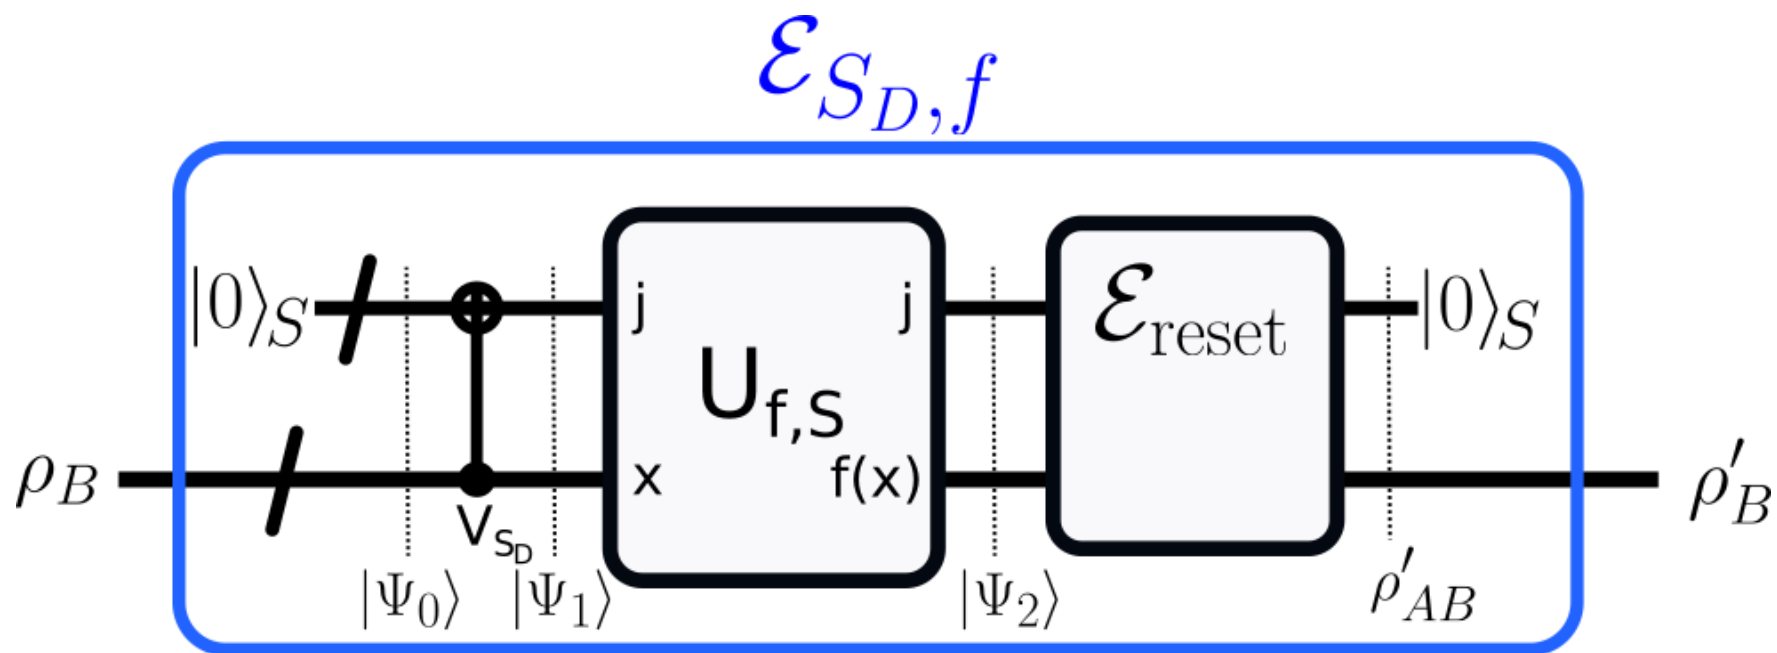 ℰ_{S_D,f}
|0⟩_S
j
j
U_{f,S}
x
f(x)
ℰ_reset
|0⟩_S
ρ_B
V_{S_D}
ρ′_B
|Ψ_0⟩
|Ψ_1⟩
|Ψ_2⟩
ρ′_{AB}